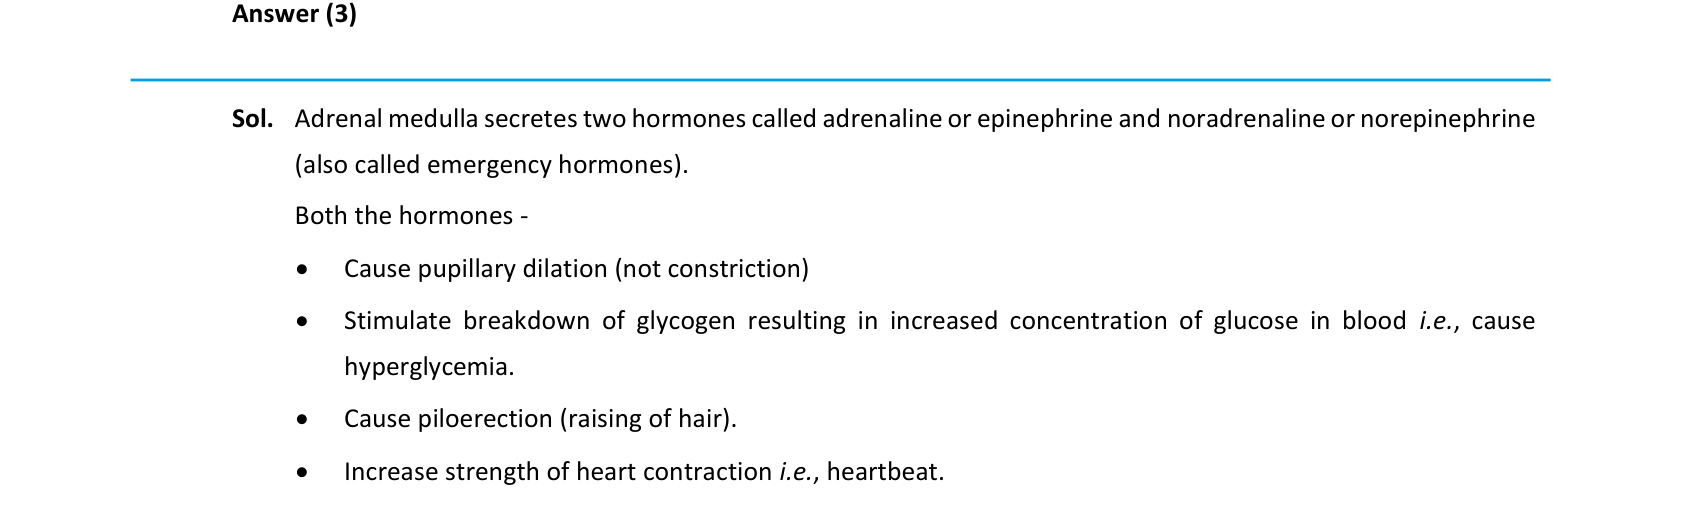 Answer (3)
Sol. Adrenal medulla secretes two hormones called adrenaline or epinephrine and noradrenaline or norepinephrine
(also called emergency hormones).
Both the hormones -
• Cause pupillary dilation (not constriction)
• Stimulate breakdown of glycogen resulting in increased concentration of glucose in blood i.e., cause
hyperglycemia.
• Cause piloerection (raising of hair).
• Increase strength of heart contraction i.e., heartbeat.